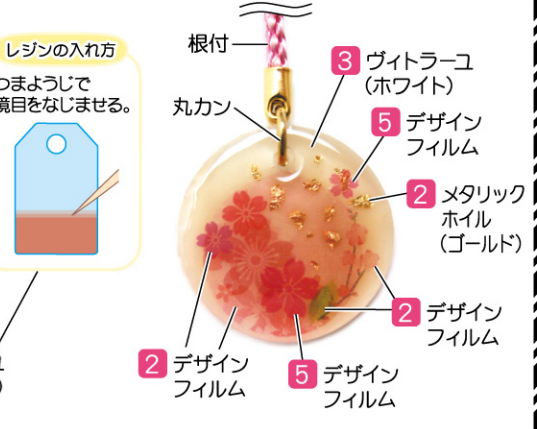 レジンの入れ方
つまようじで
境目をなじませる。
根付
丸カン
3 ヴィトラーユ
(ホワイト)
5 デザイン
フィルム
2 メタリック
ホイル
(ゴールド)
2 デザイン
フィルム
2 デザイン
フィルム
5 デザイン
フィルム